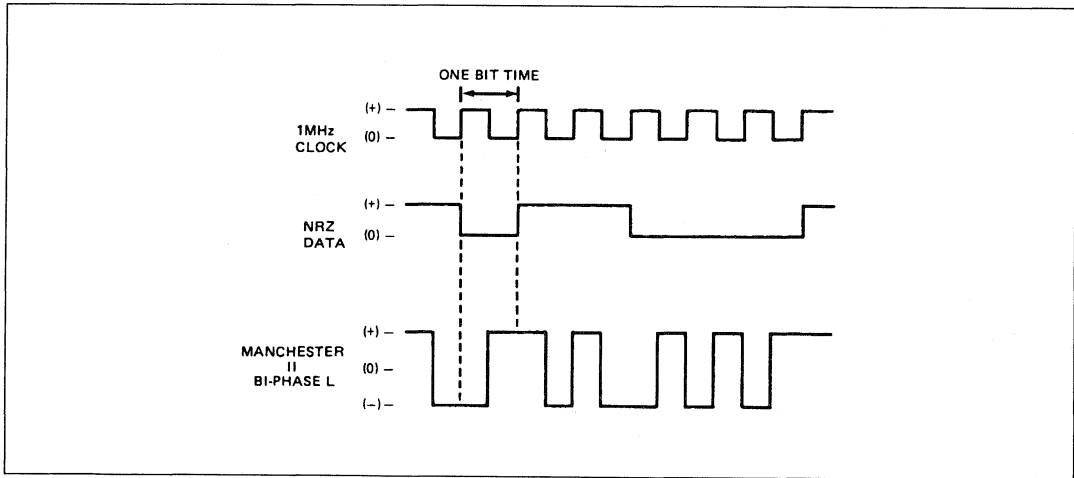 ONE BIT TIME
(+) –
1MHz
CLOCK
(0) –
(+) –
NRZ
DATA
(0) –
(+) –
MANCHESTER
II
BI-PHASE L
(0) –
(–) –